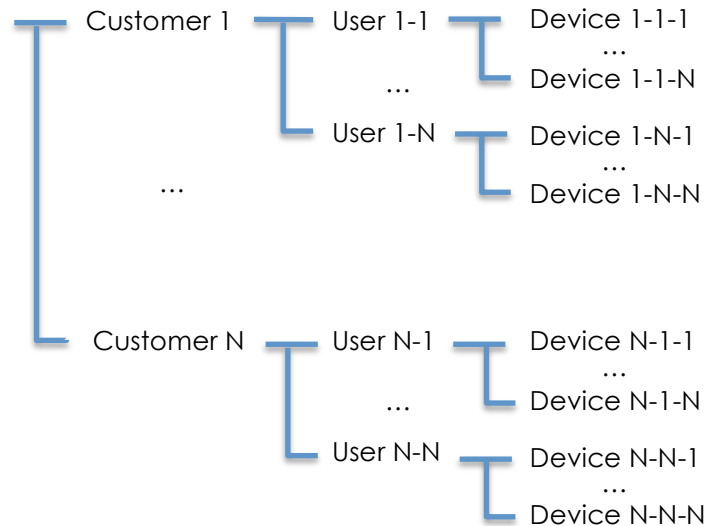 Customer 1 User 1-1 Device 1-1-1
...
... Device 1-1-N
User 1-N Device 1-N-1
...
... Device 1-N-N
Customer N User N-1 Device N-1-1
...
... Device N-1-N
User N-N Device N-N-1
...
Device N-N-N